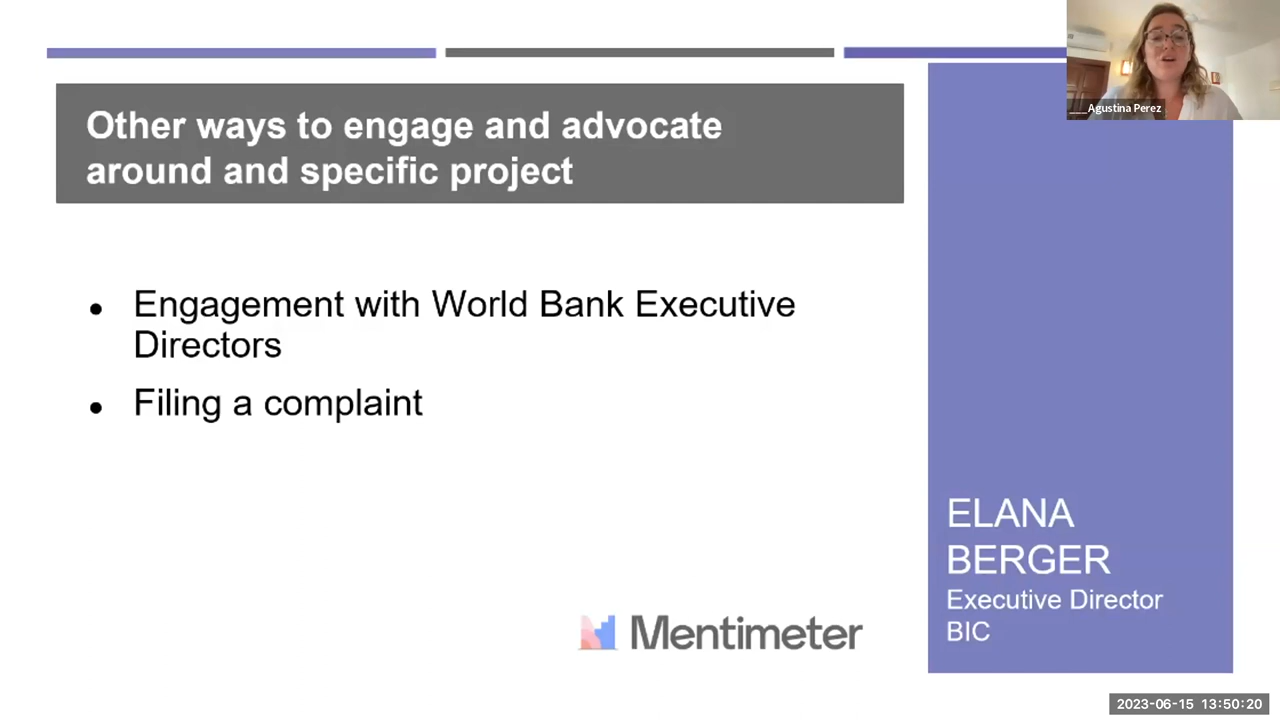 Other ways to engage and advocate
around and specific project
Engagement with World Bank Executive
Directors
Filing a complaint
Mentimeter
ELANA
BERGER
Executive Director
BIC
___Agustina Perez
2023-06-15 13:50:20